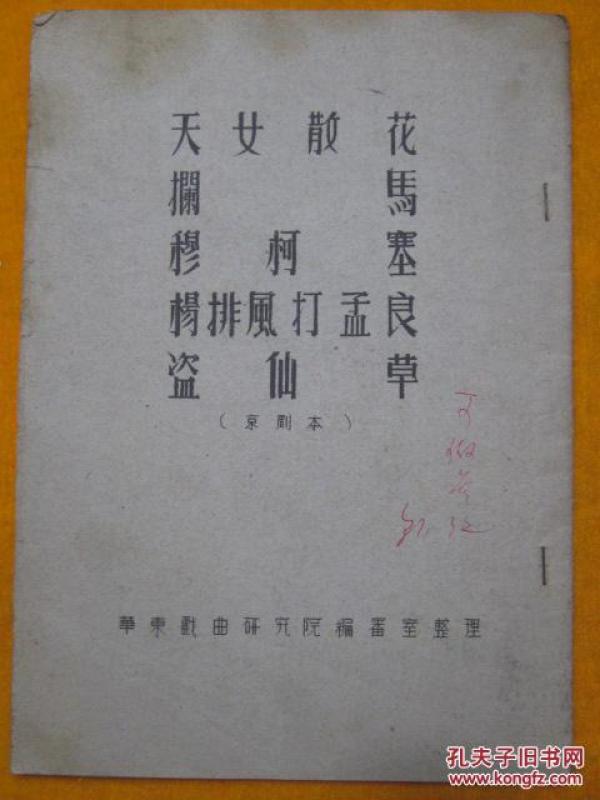 天女散花
攔馬
穆柯寨
楊排風打孟良
盗仙草
（京劇本）
華東戲曲研究院編審室整理
孔夫子旧书网
www.kongfz.com